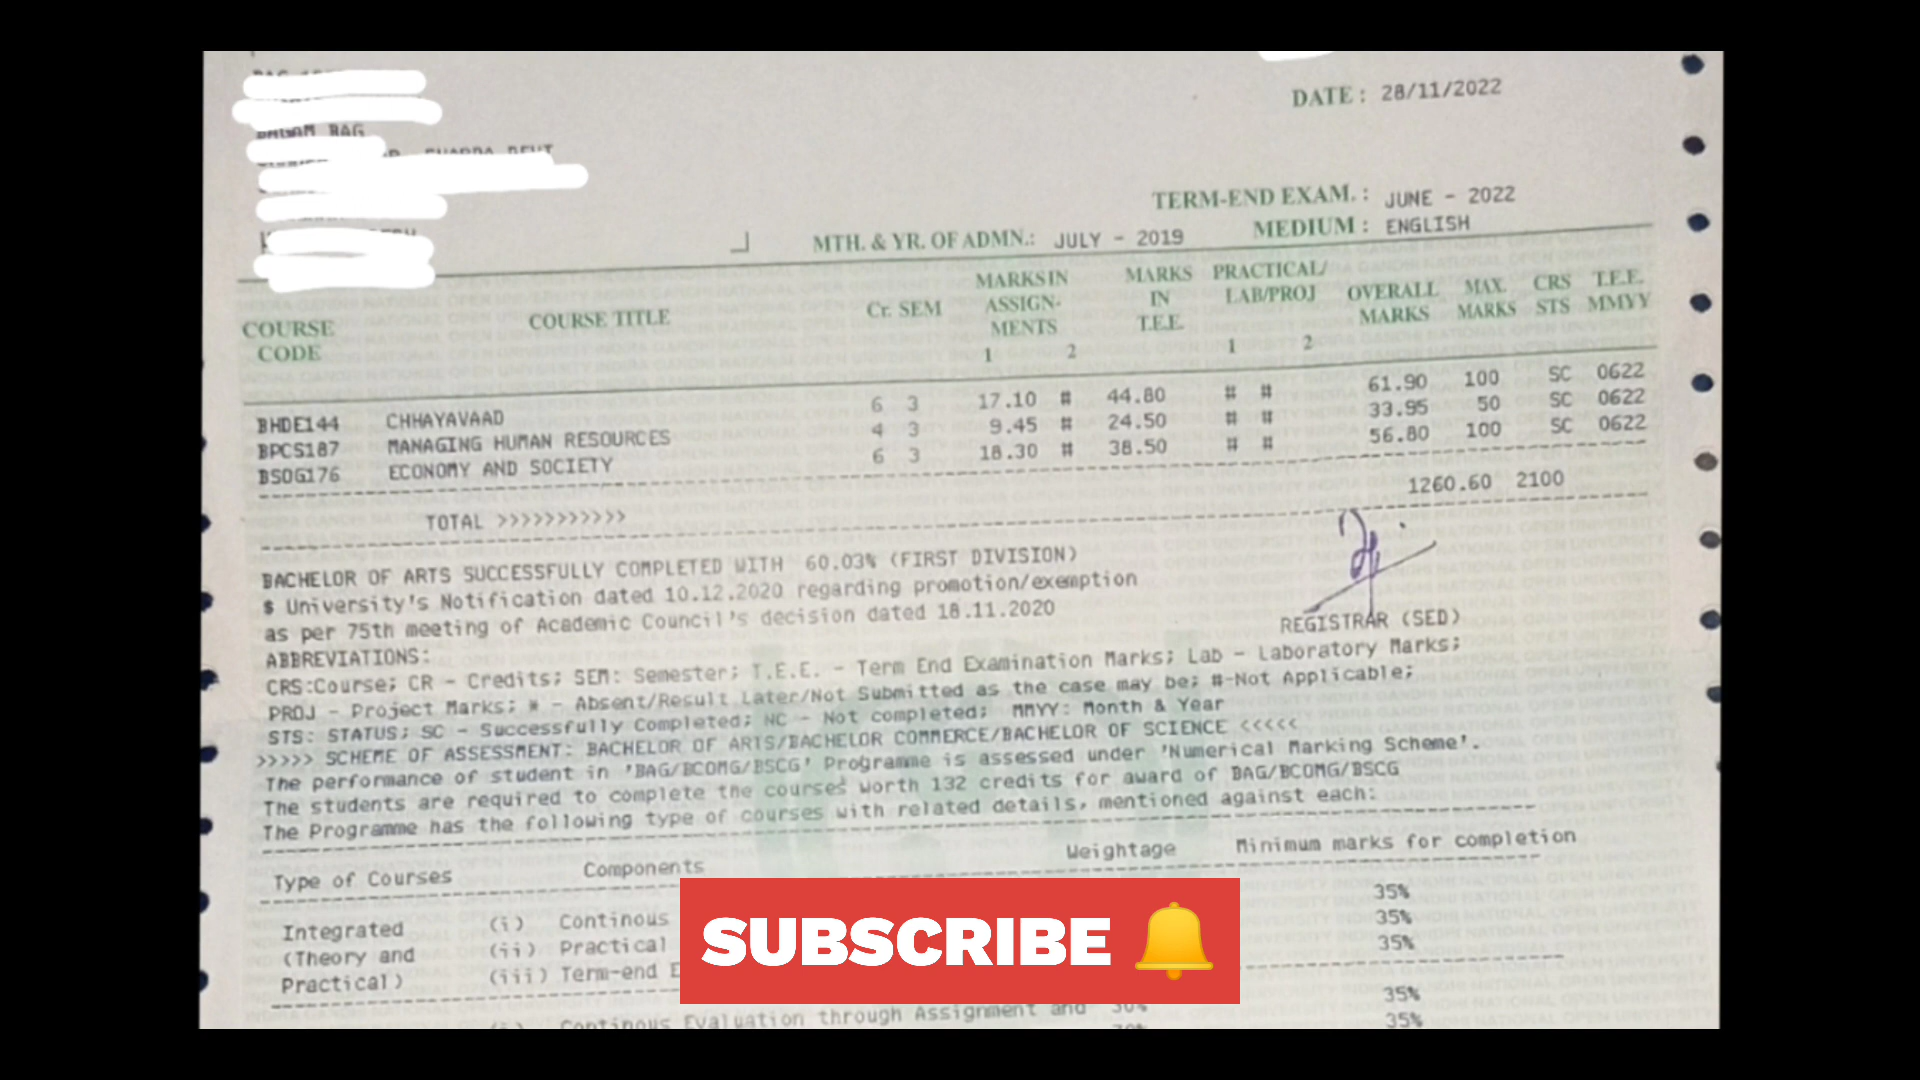 BAG
DATE : 28/11/2022
TERM-END EXAM. : JUNE - 2022
MTH. & YR. OF ADMN.: JULY - 2019 MEDIUM : ENGLISH
COURSE CODE COURSE TITLE Cr. SEM MARKS IN ASSIGN- MENTS MARKS IN T.E.E. PRACTICAL/ LAB/PROJ OVERALL MARKS MAX. MARKS CRS STS T.E.E. MMYY
1 2 1 2
BHDE144 CHHAYAVAAD 6 3 17.10 # 44.80 # # 61.90 100 SC 0622
BPCS187 MANAGING HUMAN RESOURCES 4 3 9.45 # 24.50 # # 33.95 50 SC 0622
BSOG176 ECONOMY AND SOCIETY 6 3 18.30 # 38.50 # # 56.80 100 SC 0622
TOTAL >>>>>>>>>>> 1260.60 2100
BACHELOR OF ARTS SUCCESSFULLY COMPLETED WITH 60.03% (FIRST DIVISION)
$ University's Notification dated 10.12.2020 regarding promotion/exemption
as per 75th meeting of Academic Council's decision dated 18.11.2020
REGISTRAR (SED)
ABBREVIATIONS:
CRS:Course; CR - Credits; SEM: Semester; T.E.E. - Term End Examination Marks; Lab - Laboratory Marks;
PROJ - Project Marks; * - Absent/Result Later/Not Submitted as the case may be; #-Not Applicable;
STS: STATUS; SC - Successfully Completed; NC - Not completed; MMYY: Month & Year
>>>>> SCHEME OF ASSESSMENT: BACHELOR OF ARTS/BACHELOR COMMERCE/BACHELOR OF SCIENCE <<<<<
The performance of student in 'BAG/BCOMG/BSCG' Programme is assessed under 'Numerical Marking Scheme'.
The students are required to complete the courses worth 132 credits for award of BAG/BCOMG/BSCG
The Programme has the following type of courses with related details, mentioned against each:
Type of Courses Components Weightage Minimum marks for completion
Integrated (i) Continous 35%
(Theory and (ii) Practical 35%
Practical) (iii) Term-end 35%
SUBSCRIBE
Continous Evaluation through Assignment and 30% 35%
35%